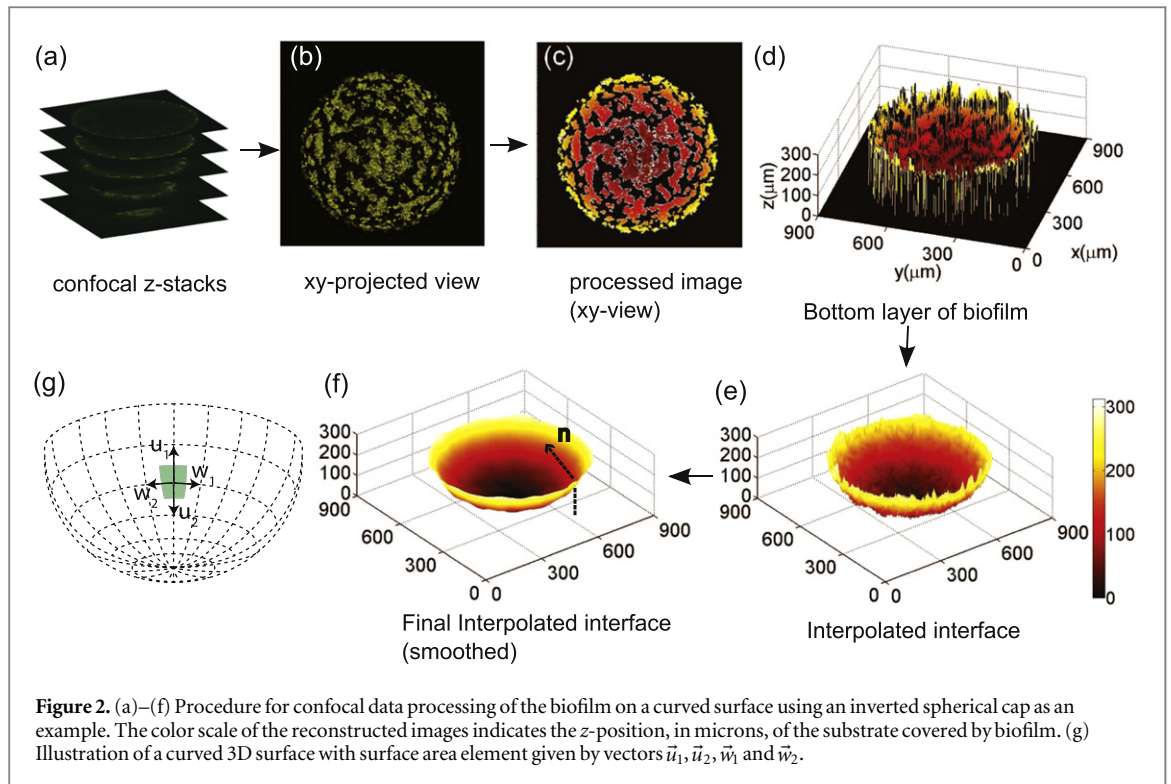 (a)
(b)
(c)
(d)
300
200
100
0
z(μm)
900
600
300
0
y(μm)
0
300
600
900
x(μm)
confocal z-stacks
xy-projected view
processed image
(xy-view)
Bottom layer of biofilm
(g)
u1
w1
w2
u2
(f)
300
200
100
0
900
600
300
0
0
300
600
900
n
Final Interpolated interface
(smoothed)
(e)
300
200
100
0
900
600
300
0
0
300
600
900
300
200
100
0
Interpolated interface
Figure 2. (a)–(f) Procedure for confocal data processing of the biofilm on a curved surface using an inverted spherical cap as an
example. The color scale of the reconstructed images indicates the z-position, in microns, of the substrate covered by biofilm. (g)
Illustration of a curved 3D surface with surface area element given by vectors u⃗1, u⃗2, w⃗1 and w⃗2.